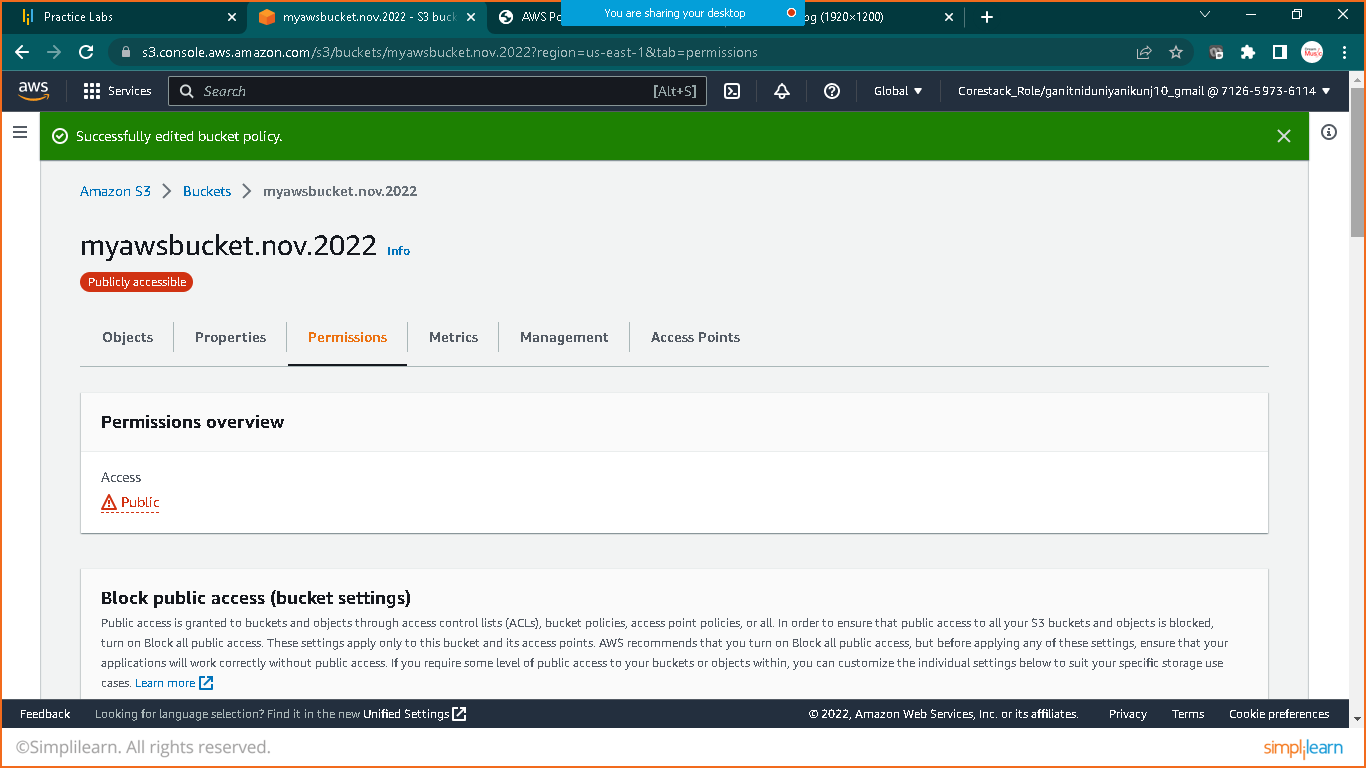 Practice Labs
myawsbucket.nov.2022 - S3 buck
AWS Po
You are sharing your desktop
og (1920×1200)
s3.console.aws.amazon.com/s3/buckets/myawsbucket.nov.2022?region=us-east-1&tab=permissions
aws
Services
Search
[Alt+S]
Global
Corestack_Role/ganitniduniyanikunj10_gmail @ 7126-5973-6114
Successfully edited bucket policy.
Amazon S3 > Buckets > myawsbucket.nov.2022
myawsbucket.nov.2022 Info
Publicly accessible
Objects
Properties
Permissions
Metrics
Management
Access Points
Permissions overview
Access
Public
Block public access (bucket settings)
Public access is granted to buckets and objects through access control lists (ACLs), bucket policies, access point policies, or all. In order to ensure that public access to all your S3 buckets and objects is blocked,
turn on Block all public access. These settings apply only to this bucket and its access points. AWS recommends that you turn on Block all public access, but before applying any of these settings, ensure that your
applications will work correctly without public access. If you require some level of public access to your buckets or objects within, you can customize the individual settings below to suit your specific storage use
cases. Learn more
Feedback
Looking for language selection? Find it in the new Unified Settings
© 2022, Amazon Web Services, Inc. or its affiliates.
Privacy
Terms
Cookie preferences
©Simplilearn. All rights reserved.
simplilearn